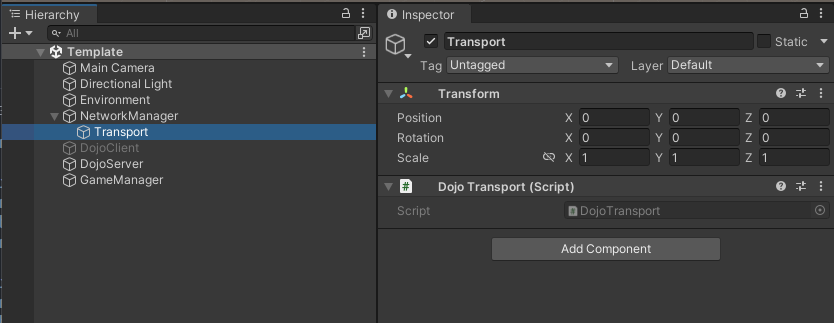 Hierarchy
All
Template
Main Camera
Directional Light
Environment
NetworkManager
Transport
DojoClient
DojoServer
GameManager
Inspector
Transport
Static
Tag Untagged Layer Default
Transform
Position X 0 Y 0 Z 0
Rotation X 0 Y 0 Z 0
Scale X 1 Y 1 Z 1
# Dojo Transport (Script)
Script # DojoTransport
Add Component